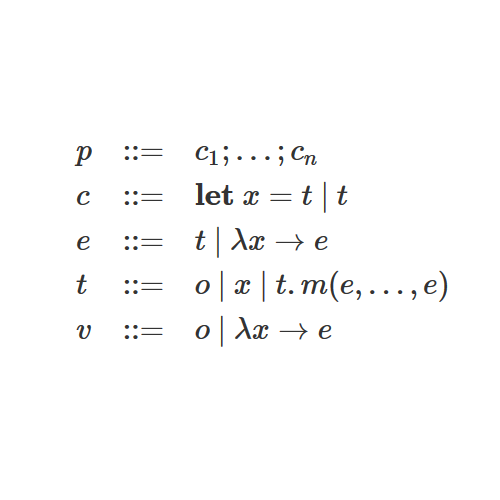 p ::= c₁; … ; cₙ
c ::= let x = t | t
e ::= t | λx → e
t ::= o | x | t.m(e, … , e)
v ::= o | λx → e